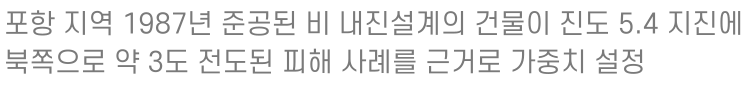 포항 지역 1987년 준공된 비 내진설계의 건물이 진도 5.4 지진에
북쪽으로 약 3도 전도된 피해 사례를 근거로 가중치 설정